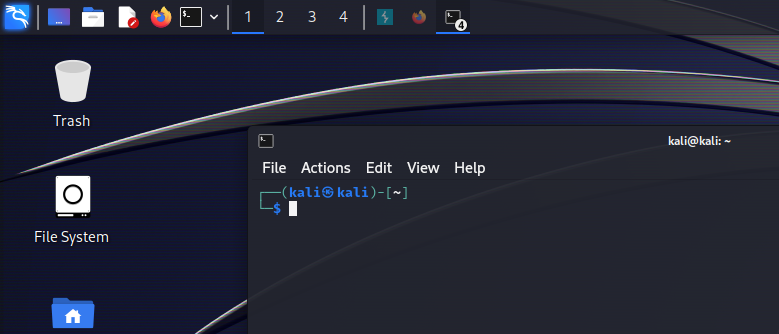 1 2 3 4
4
Trash
kali@kali: ~
File Actions Edit View Help
┌──(kali㉿kali)-[~]
└─$
File System